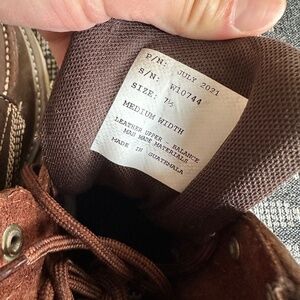 P/N: JULY 2021
S/N: W10744
SIZE: 7½
MEDIUM WIDTH
LEATHER UPPER BALANCE
MAN MADE MATERIALS
MADE IN GUATEMALA